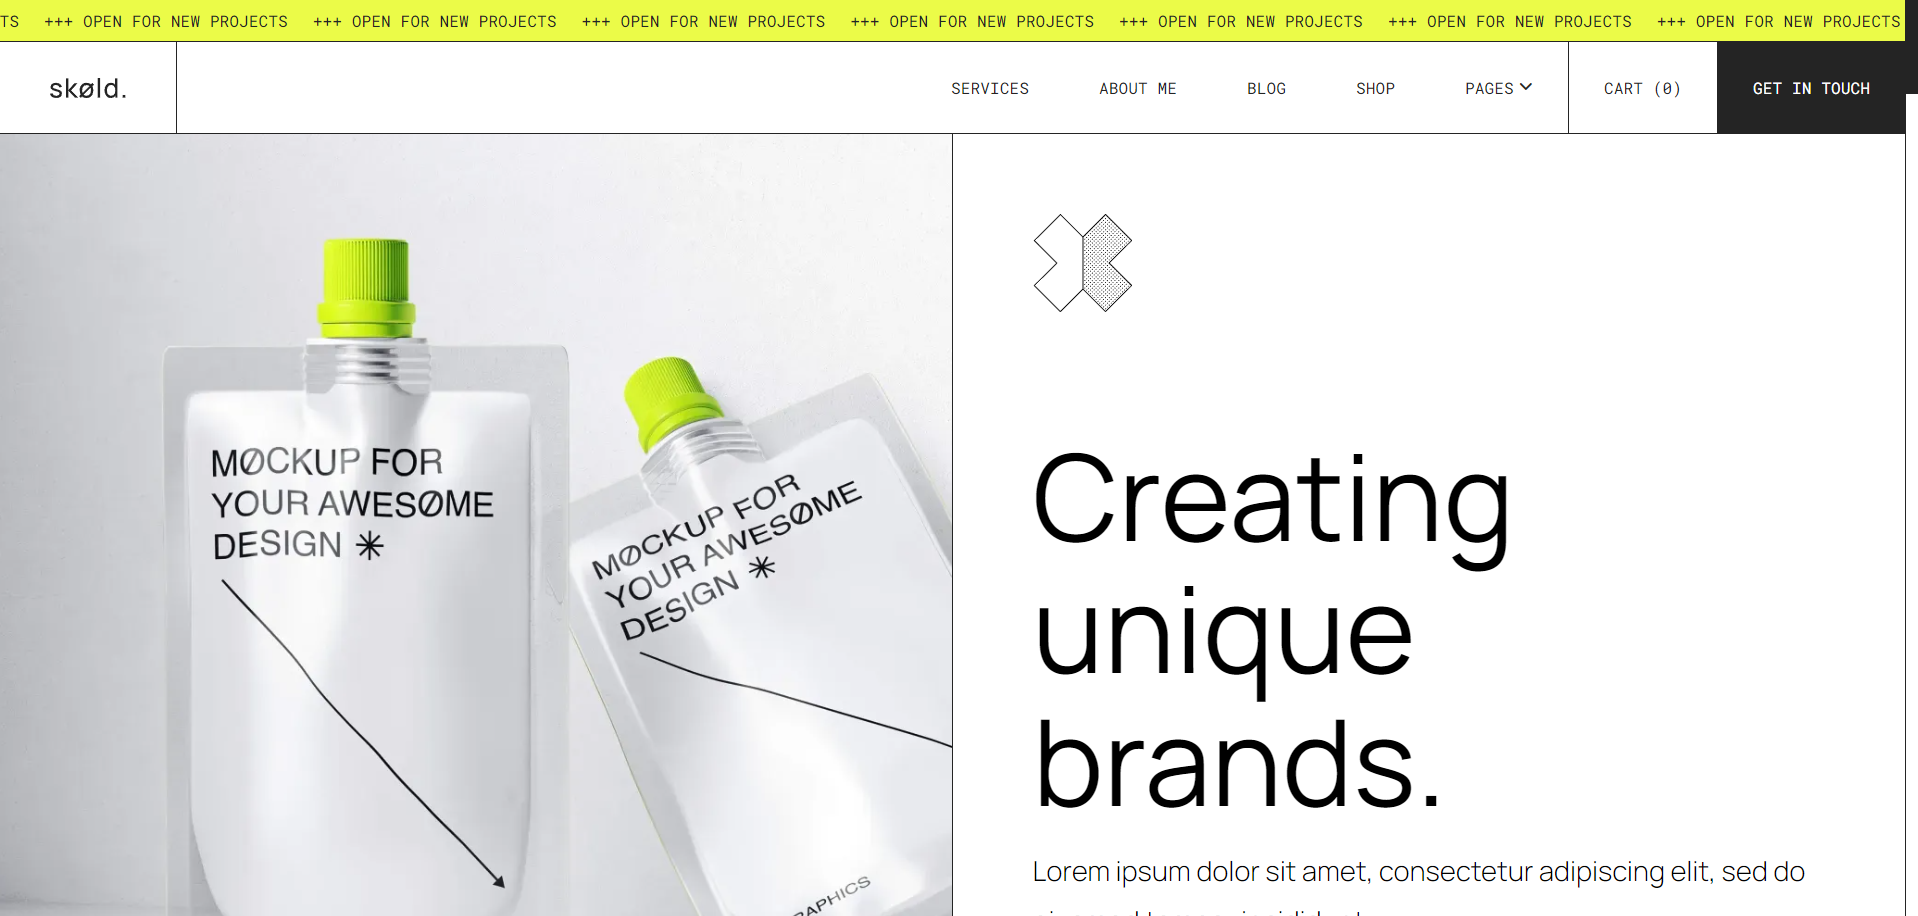 TS +++ OPEN FOR NEW PROJECTS +++ OPEN FOR NEW PROJECTS +++ OPEN FOR NEW PROJECTS +++ OPEN FOR NEW PROJECTS +++ OPEN FOR NEW PROJECTS +++ OPEN FOR NEW PROJECTS +++ OPEN FOR NEW PROJECTS
skøld. SERVICES ABOUT ME BLOG SHOP PAGES CART (0) GET IN TOUCH
MØCKUP FOR
YOUR AWESØME
DESIGN ✳
MØCKUP FOR
YOUR AWESØME
DESIGN ✳
Creating
unique
brands.
Lorem ipsum dolor sit amet, consectetur adipiscing elit, sed do